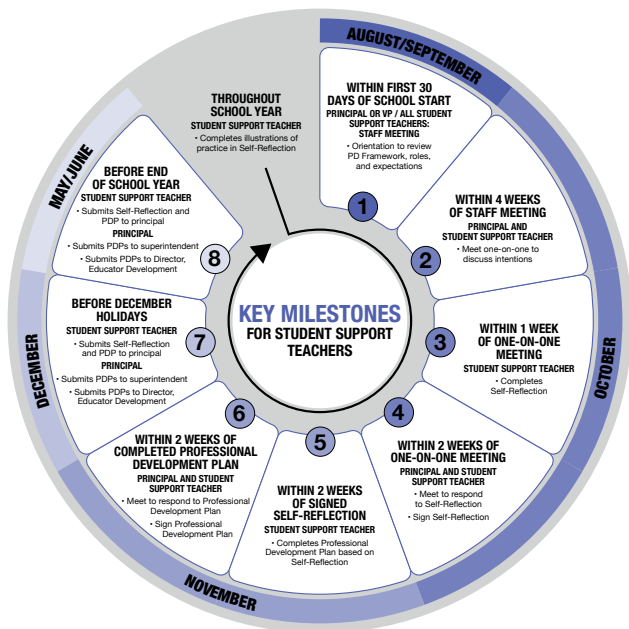 AUGUST/SEPTEMBER
OCTOBER
NOVEMBER
DECEMBER
MAY/JUNE
KEY MILESTONES
FOR STUDENT SUPPORT
TEACHERS
THROUGHOUT
SCHOOL YEAR
STUDENT SUPPORT TEACHER
• Completes illustrations of
practice in Self-Reflection
WITHIN FIRST 30
DAYS OF SCHOOL START
PRINCIPAL OR VP / ALL STUDENT
SUPPORT TEACHERS:
STAFF MEETING
• Orientation to review
PD Framework, roles,
and expectations
1
WITHIN 4 WEEKS
OF STAFF MEETING
PRINCIPAL AND
STUDENT SUPPORT TEACHER
• Meet one-on-one to
discuss intentions
2
WITHIN 1 WEEK
OF ONE-ON-ONE
MEETING
STUDENT SUPPORT TEACHER
• Completes
Self-Reflection
3
WITHIN 2 WEEKS OF
ONE-ON-ONE MEETING
PRINCIPAL AND STUDENT
SUPPORT TEACHER
• Meet to respond
to Self-Reflection
• Sign Self-Reflection
4
WITHIN 2 WEEKS
OF SIGNED
SELF-REFLECTION
STUDENT SUPPORT TEACHER
• Completes Professional
Development Plan based on
Self-Reflection
5
WITHIN 2 WEEKS OF
COMPLETED PROFESSIONAL
DEVELOPMENT PLAN
PRINCIPAL AND STUDENT
SUPPORT TEACHER
• Meet to respond to Professional
Development Plan
• Sign Professional
Development Plan
6
BEFORE DECEMBER
HOLIDAYS
STUDENT SUPPORT TEACHER
• Submits Self-Reflection
and PDP to principal
PRINCIPAL
• Submits PDPs to superintendent
• Submits PDPs to Director,
Educator Development
7
BEFORE END
OF SCHOOL YEAR
STUDENT SUPPORT TEACHER
• Submits Self-Reflection and
PDP to principal
PRINCIPAL
• Submits PDPs to superintendent
• Submits PDPs to Director,
Educator Development
8